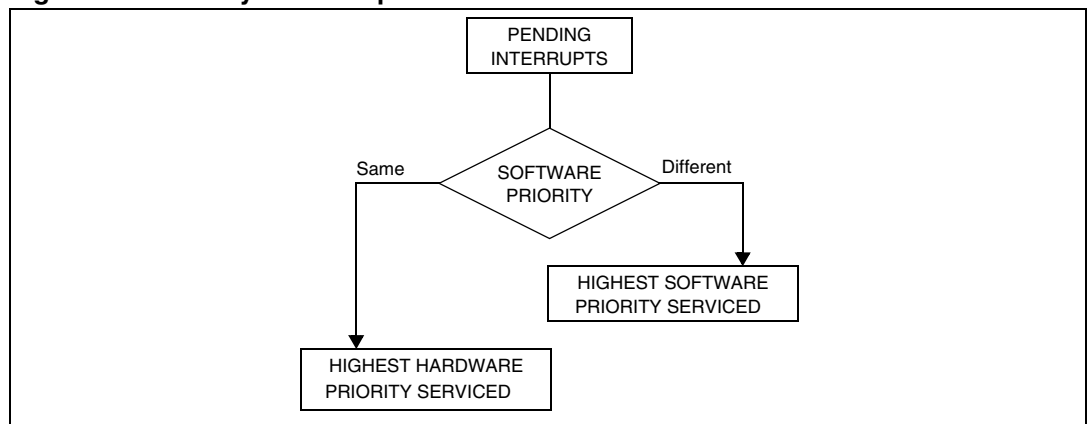 PENDING
INTERRUPTS
Same
SOFTWARE
PRIORITY
Different
HIGHEST SOFTWARE
PRIORITY SERVICED
HIGHEST HARDWARE
PRIORITY SERVICED